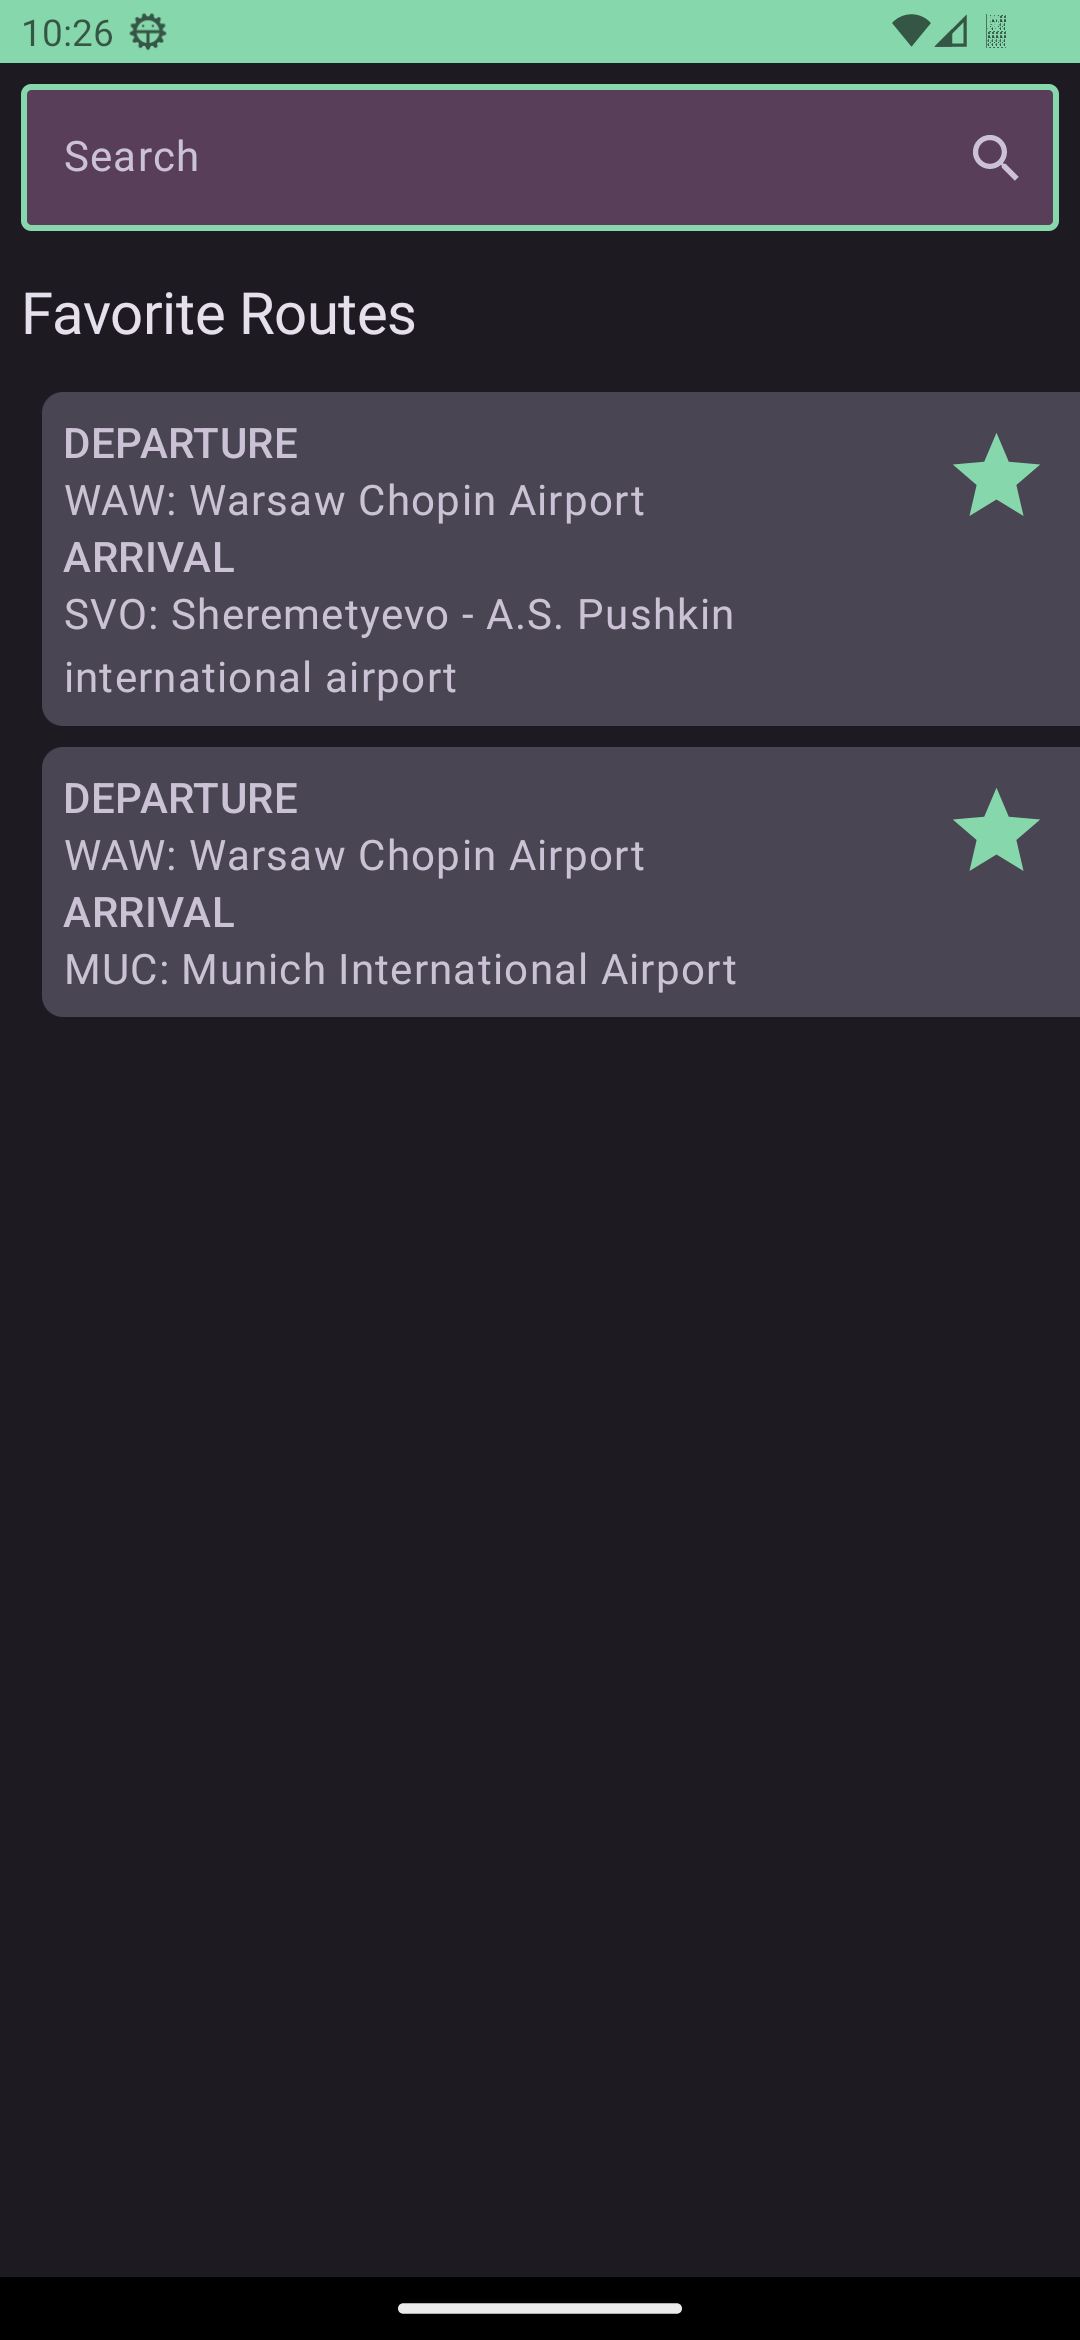 10:26
Search
Favorite Routes
DEPARTURE
WAW: Warsaw Chopin Airport
ARRIVAL
SVO: Sheremetyevo - A.S. Pushkin
international airport
DEPARTURE
WAW: Warsaw Chopin Airport
ARRIVAL
MUC: Munich International Airport